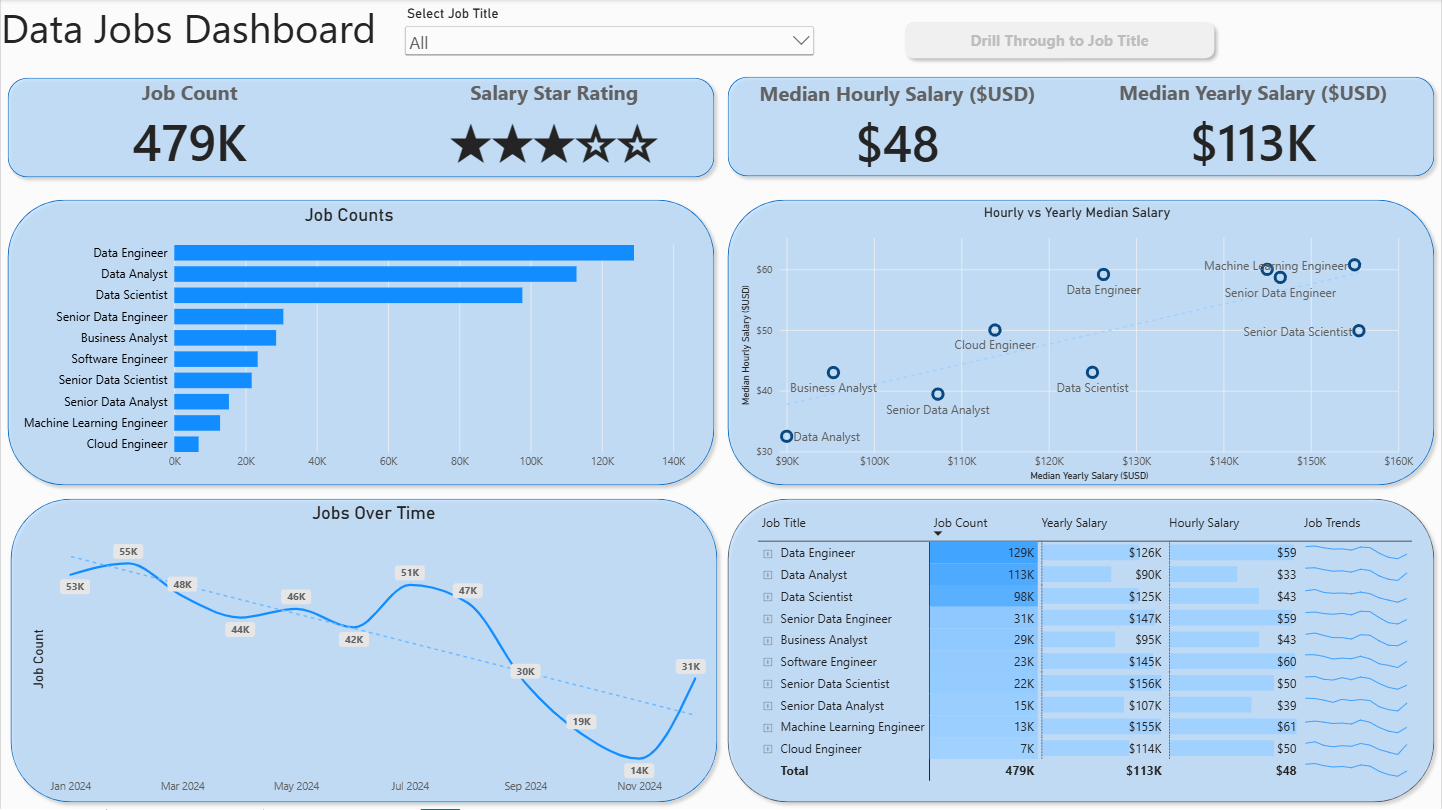 Data Jobs Dashboard
Select Job Title
All
Drill Through to Job Title
Job Count
479K
Salary Star Rating
★★★☆☆
Median Hourly Salary ($USD)
$48
Median Yearly Salary ($USD)
$113K
Job Counts
Data Engineer
Data Analyst
Data Scientist
Senior Data Engineer
Business Analyst
Software Engineer
Senior Data Scientist
Senior Data Analyst
Machine Learning Engineer
Cloud Engineer
0K 20K 40K 60K 80K 100K 120K 140K
Hourly vs Yearly Median Salary
Median Hourly Salary ($USD)
$60
$50
$40
$30
Machine Learning Engineer
Data Engineer
Senior Data Engineer
Senior Data Scientist
Cloud Engineer
Business Analyst
Data Scientist
Senior Data Analyst
Data Analyst
$90K $100K $110K $120K $130K $140K $150K $160K
Median Yearly Salary ($USD)
Jobs Over Time
Job Count
53K
55K
48K
44K
46K
42K
51K
47K
30K
19K
14K
31K
Jan 2024 Mar 2024 May 2024 Jul 2024 Sep 2024 Nov 2024
Job Title Job Count Yearly Salary Hourly Salary Job Trends
Data Engineer 129K $126K $59
Data Analyst 113K $90K $33
Data Scientist 98K $125K $43
Senior Data Engineer 31K $147K $59
Business Analyst 29K $95K $43
Software Engineer 23K $145K $60
Senior Data Scientist 22K $156K $50
Senior Data Analyst 15K $107K $39
Machine Learning Engineer 13K $155K $61
Cloud Engineer 7K $114K $50
Total 479K $113K $48